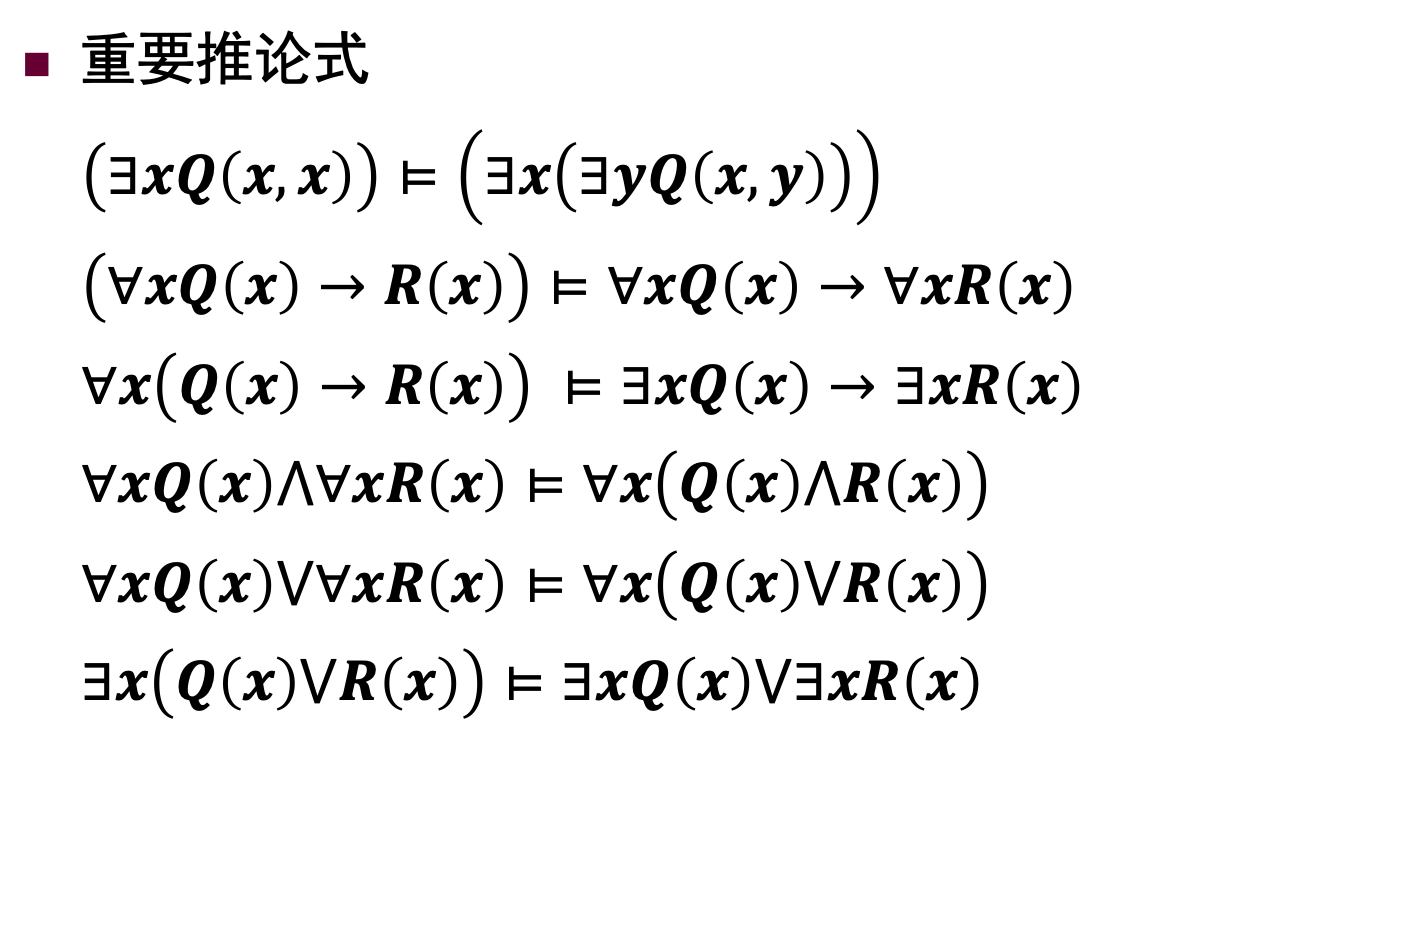 ■ 重要推论式
(∃xQ(x, x)) ⊨ (∃x(∃yQ(x, y)))
(∀xQ(x) → R(x)) ⊨ ∀xQ(x) → ∀xR(x)
∀x(Q(x) → R(x)) ⊨ ∃xQ(x) → ∃xR(x)
∀xQ(x)⋀∀xR(x) ⊨ ∀x(Q(x)⋀R(x))
∀xQ(x)⋁∀xR(x) ⊨ ∀x(Q(x)⋁R(x))
∃x(Q(x)⋁R(x)) ⊨ ∃xQ(x)⋁∃xR(x)